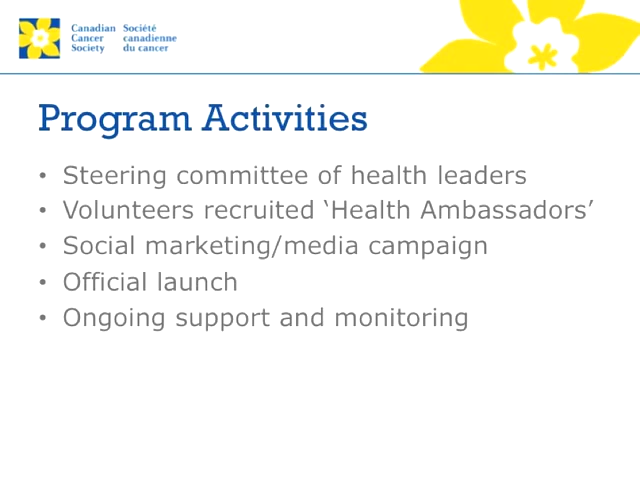 Canadian Société
Cancer canadienne
Society du cancer
Program Activities
• Steering committee of health leaders
• Volunteers recruited ‘Health Ambassadors’
• Social marketing/media campaign
• Official launch
• Ongoing support and monitoring